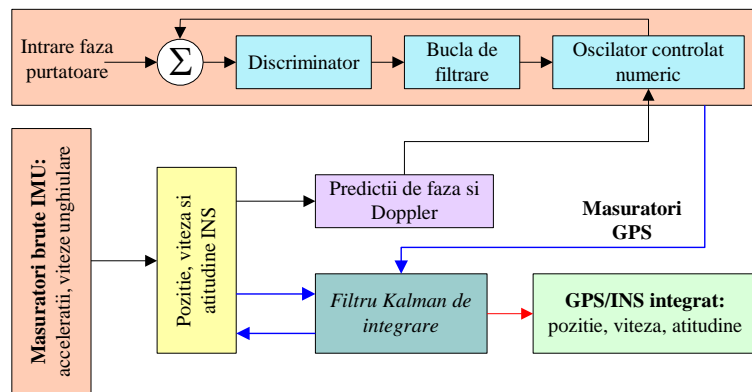 Intrare faza
purtatoare
Σ
Discriminator
Bucla de
filtrare
Oscilator controlat
numeric
Masuratori brute IMU:
acceleratii, viteze unghiulare
Pozitie, viteza si
atitudine INS
Predictii de faza si
Doppler
Masuratori
GPS
Filtru Kalman de
integrare
GPS/INS integrat:
pozitie, viteza, atitudine